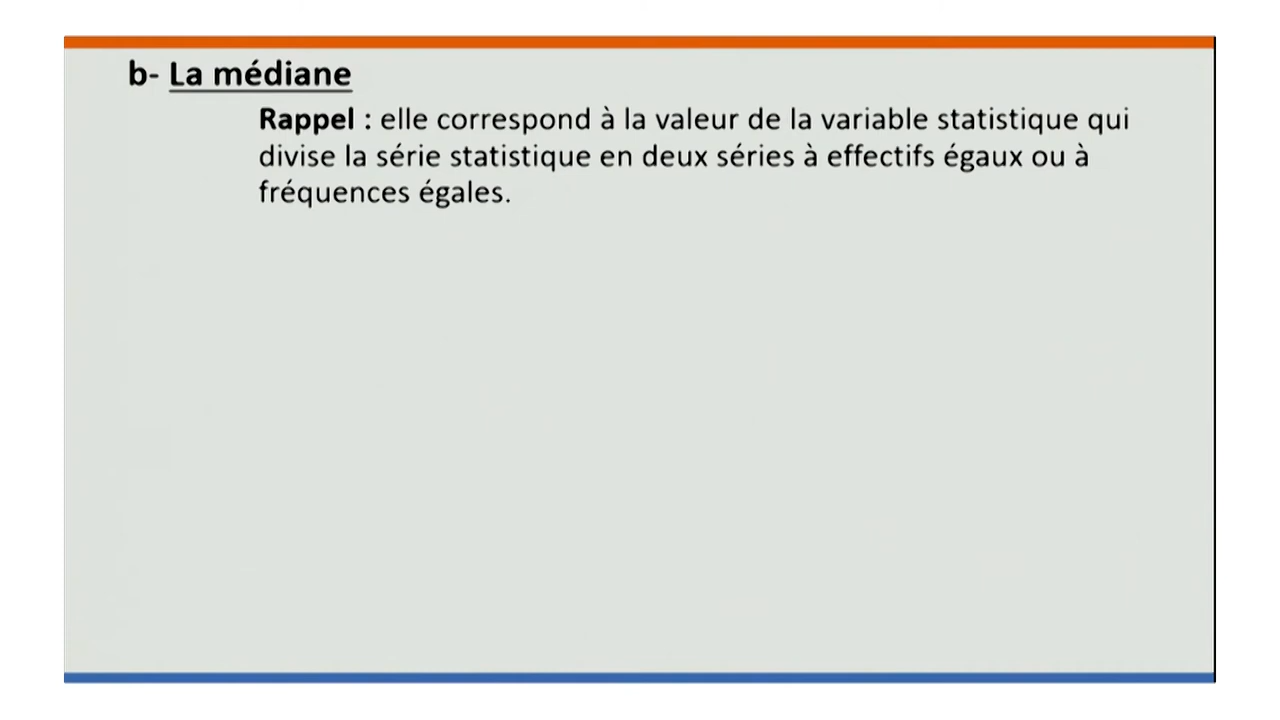 b- La médiane
Rappel : elle correspond à la valeur de la variable statistique qui
divise la série statistique en deux séries à effectifs égaux ou à
fréquences égales.